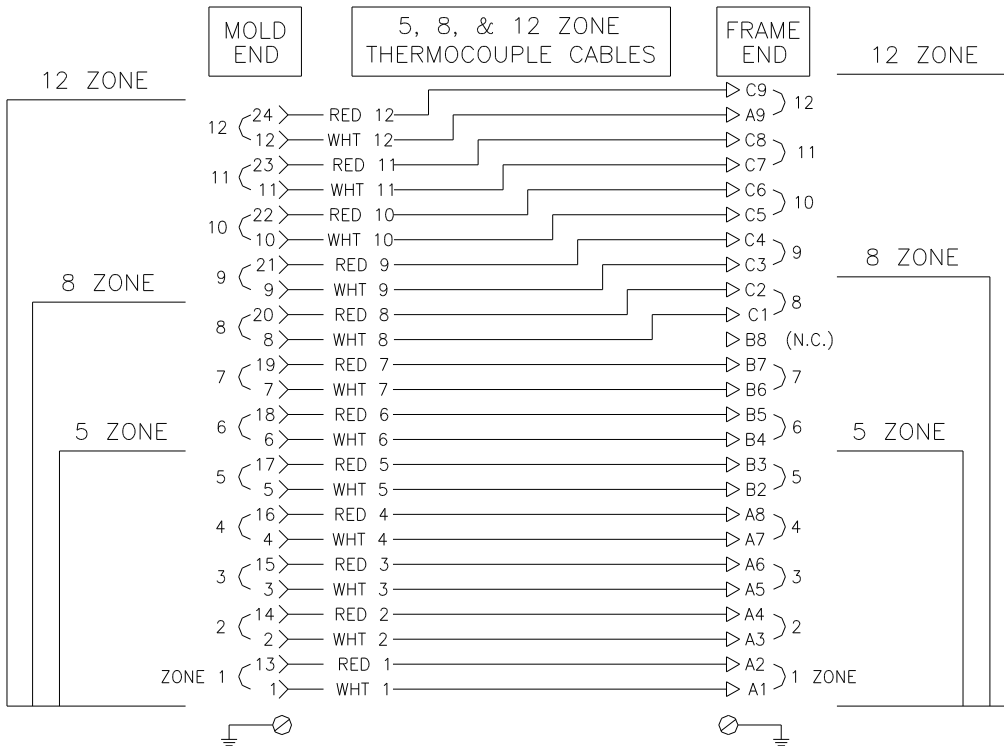 MOLD END
5, 8, & 12 ZONE
THERMOCOUPLE CABLES
FRAME END
12 ZONE
12 ZONE
C9
24 RED 12 A9 12
12 12 WHT 12 C8
23 RED 11 C7 11
11 11 WHT 11 C6
22 RED 10 C5 10
10 10 WHT 10 C4
21 RED 9 C3 9
9 9 WHT 9 C2
8 ZONE
8 ZONE
20 RED 8 C1 8
8 8 WHT 8 B8 (N.C.)
19 RED 7 B7
7 7 WHT 7 B6 7
18 RED 6 B5
6 6 WHT 6 B4 6
5 ZONE
5 ZONE
17 RED 5 B3
5 5 WHT 5 B2 5
16 RED 4 A8
4 4 WHT 4 A7 4
15 RED 3 A6
3 3 WHT 3 A5 3
14 RED 2 A4
2 2 WHT 2 A3 2
13 RED 1 A2
ZONE 1 1 WHT 1 A1 1 ZONE